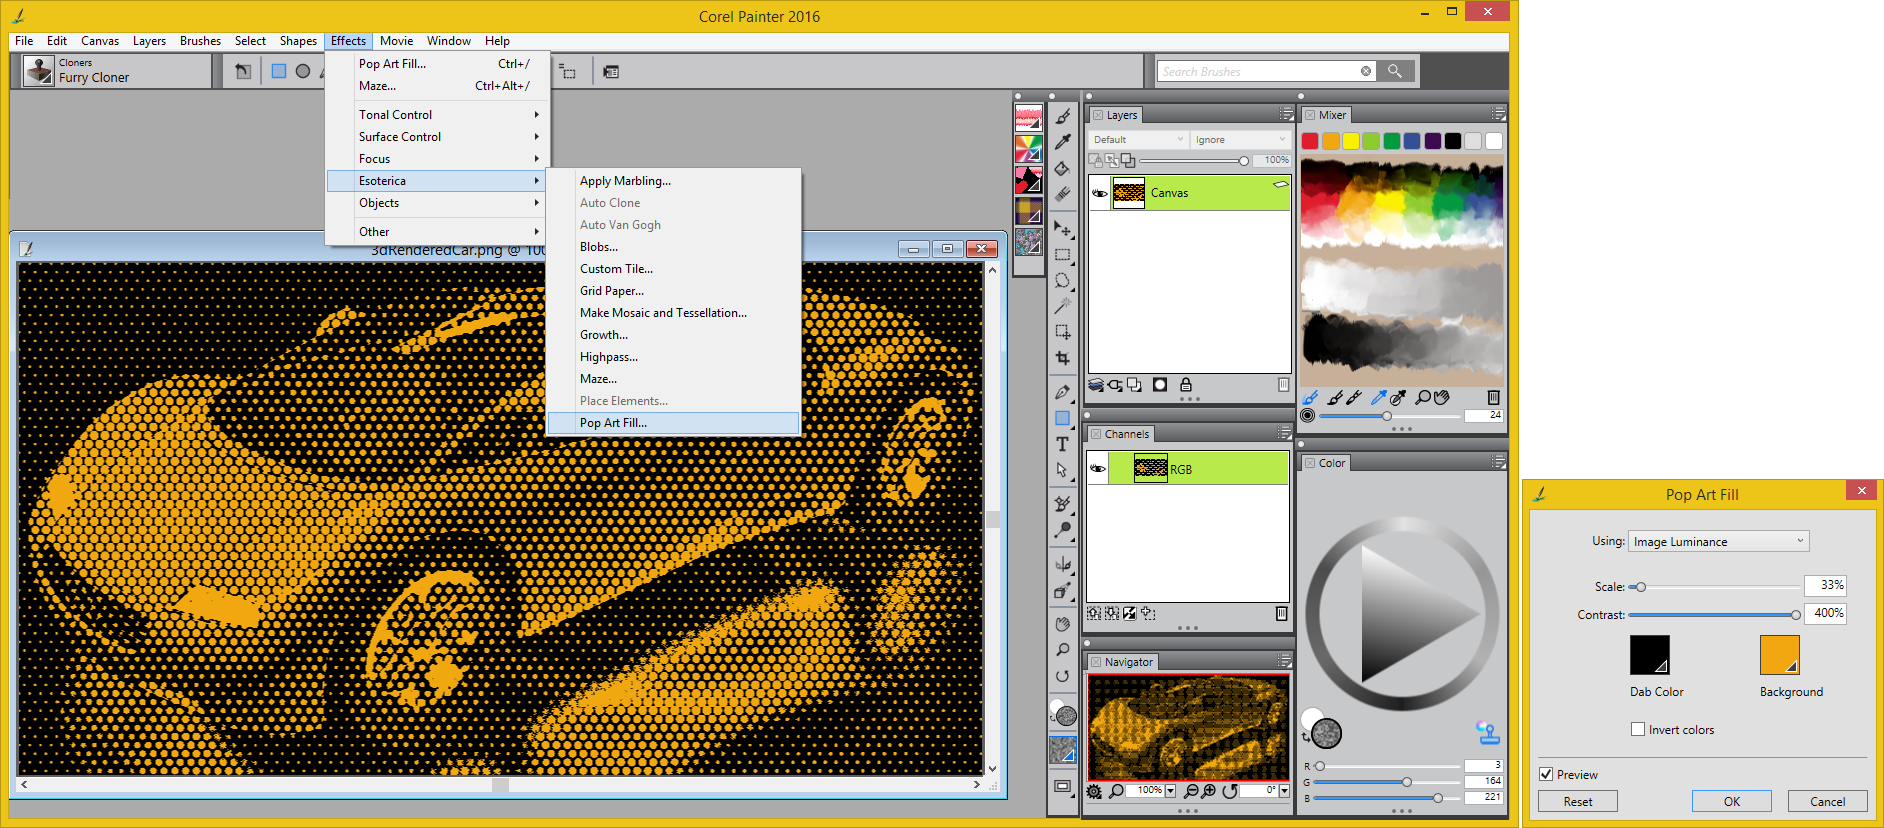 Corel Painter 2016
File Edit Canvas Layers Brushes Select Shapes Effects Movie Window Help
Cloners
Furry Cloner
Search Brushes
Pop Art Fill... Ctrl+/
Maze... Ctrl+Alt+/
Tonal Control
Surface Control
Focus
Esoterica
Objects
Other
Apply Marbling...
Auto Clone
Auto Van Gogh
Blobs...
Custom Tile...
Grid Paper...
Make Mosaic and Tessellation...
Growth...
Highpass...
Maze...
Place Elements...
Pop Art Fill...
3dRenderedCar.png @ 100
Layers
Default Ignore
100%
Canvas
Channels
RGB
Navigator
100% 0°
Mixer
24
Color
R 3
G 164
B 221
T
Pop Art Fill
Using: Image Luminance
Scale: 33%
Contrast: 400%
Dab Color Background
Invert colors
Preview
Reset OK Cancel